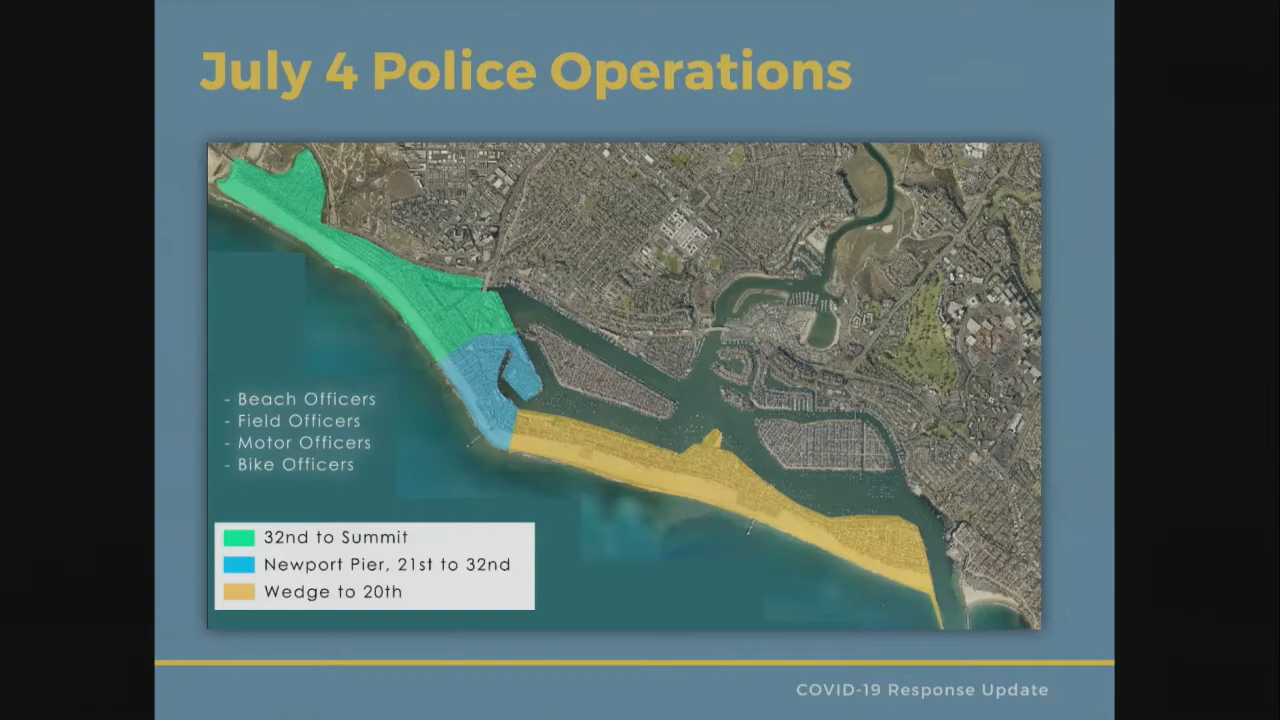 July 4 Police Operations
- Beach Officers
- Field Officers
- Motor Officers
- Bike Officers
32nd to Summit
Newport Pier, 21st to 32nd
Wedge to 20th
COVID-19 Response Update